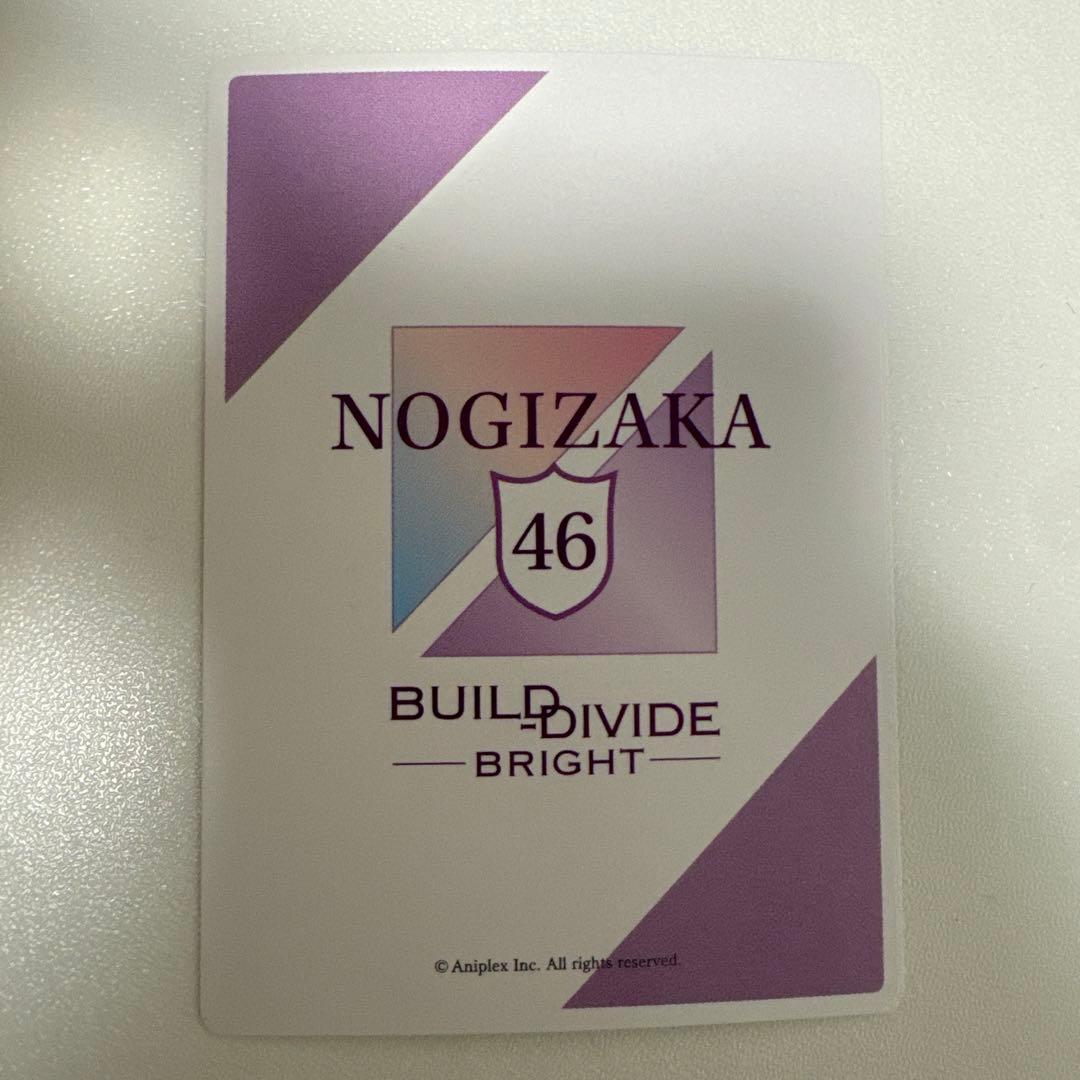 NOGIZAKA
46
BUILD-DIVIDE
BRIGHT
© Aniplex Inc. All rights reserved.